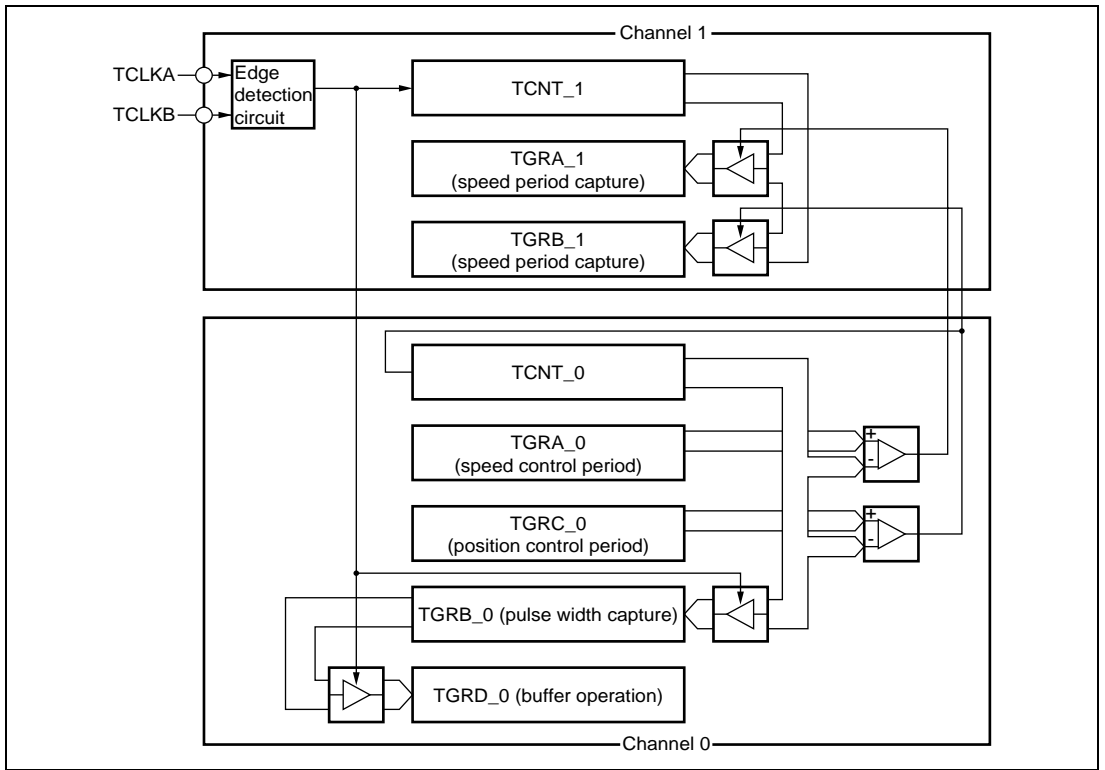 Channel 1
TCLKA
TCLKB
Edge
detection
circuit
TCNT_1
TGRA_1
(speed period capture)
TGRB_1
(speed period capture)
TCNT_0
TGRA_0
(speed control period)
+
-
TGRC_0
(position control period)
+
-
TGRB_0 (pulse width capture)
TGRD_0 (buffer operation)
Channel 0